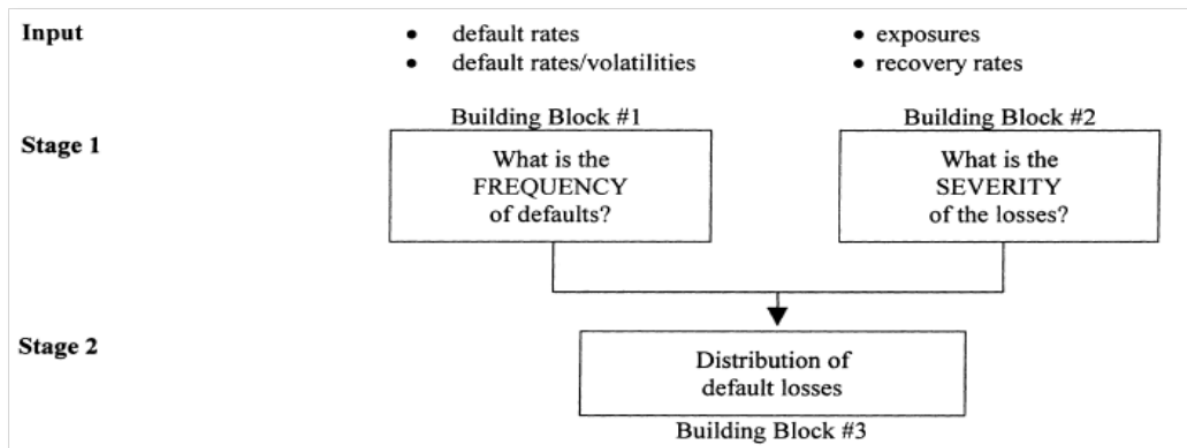 Input
• default rates
• default rates/volatilities
• exposures
• recovery rates
Stage 1
Building Block #1
What is the
FREQUENCY
of defaults?
Building Block #2
What is the
SEVERITY
of the losses?
Stage 2
Distribution of
default losses
Building Block #3